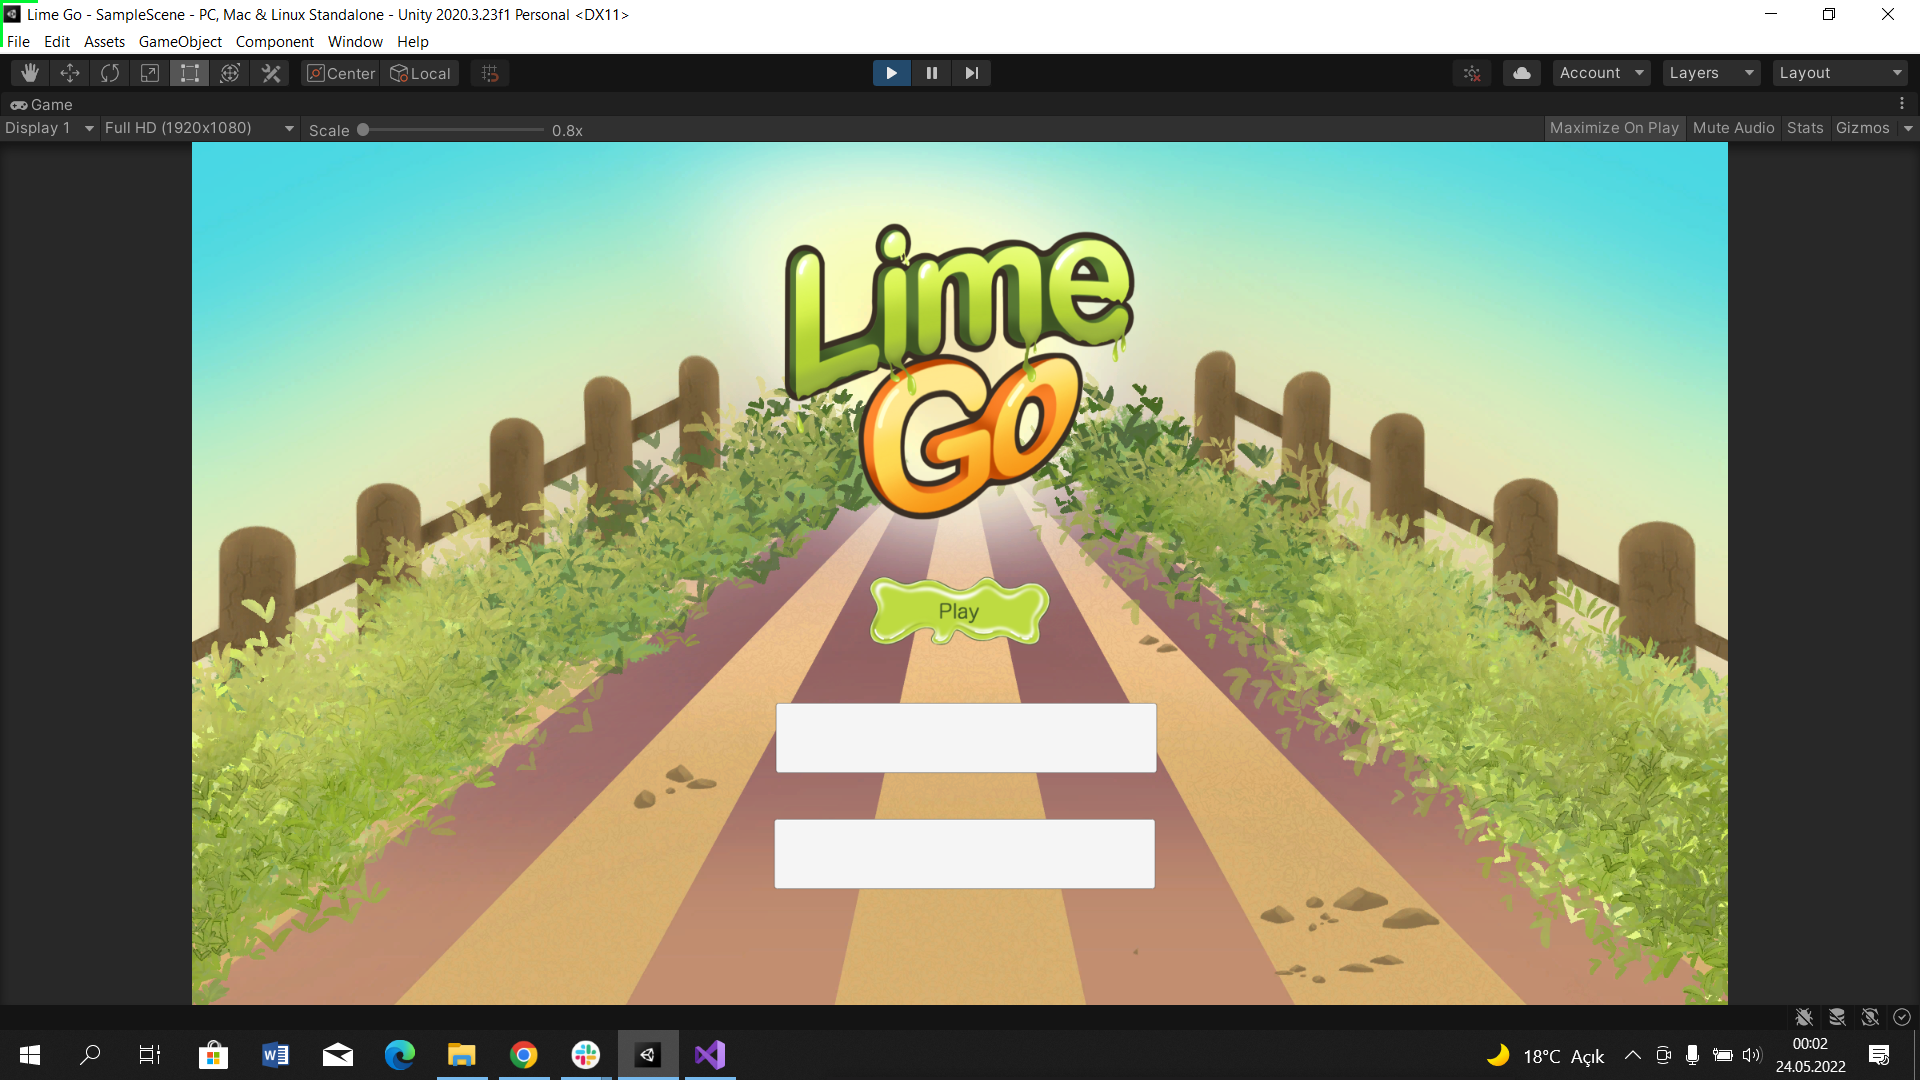 Lime Go - SampleScene - PC, Mac & Linux Standalone - Unity 2020.3.23f1 Personal <DX11>
File Edit Assets GameObject Component Window Help
Center Local Account Layers Layout
Game
Display 1 Full HD (1920x1080) Scale 0.8x Maximize On Play Mute Audio Stats Gizmos
Lime
GO
Play
18°C Açık
00:02
24.05.2022